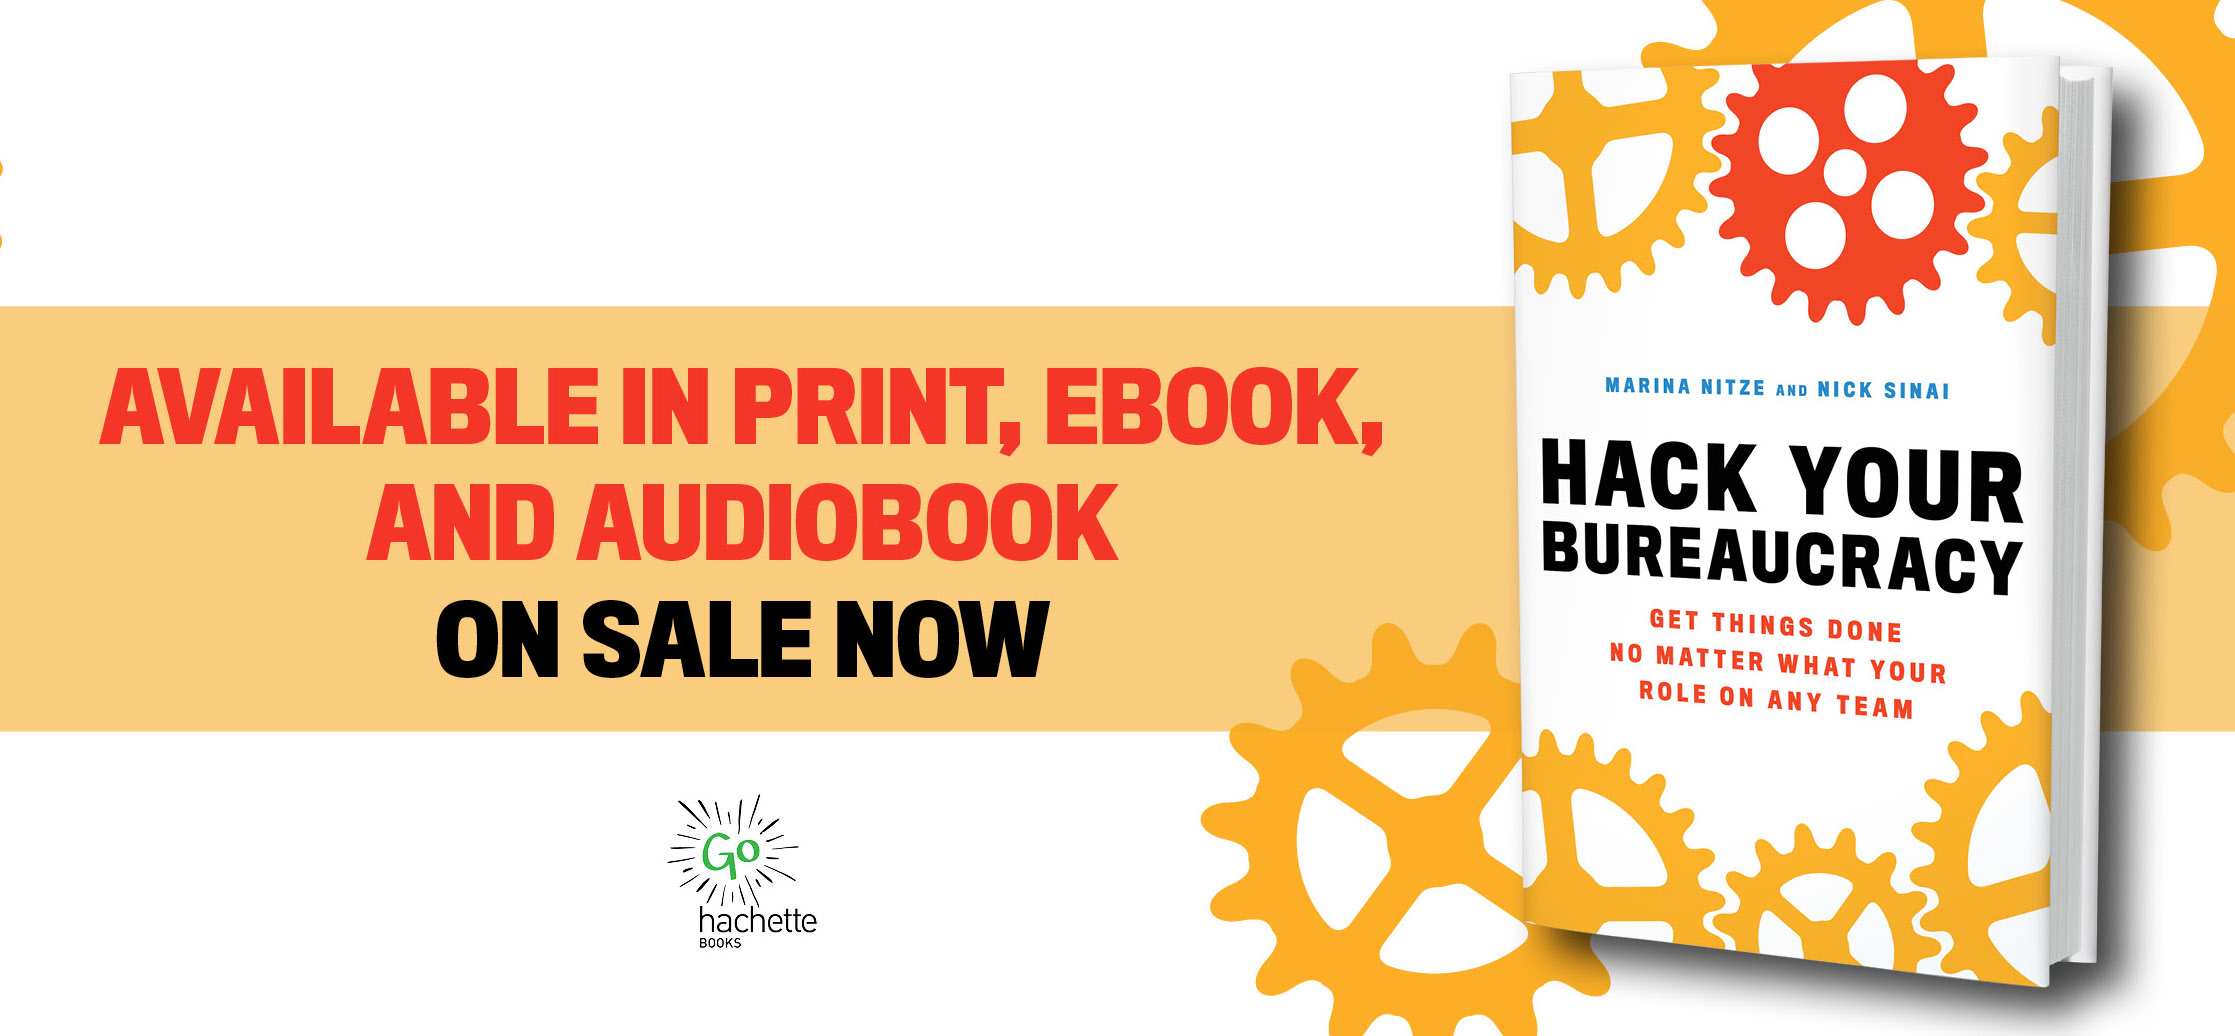 AVAILABLE IN PRINT, EBOOK,
AND AUDIOBOOK
ON SALE NOW
Go
hachette
BOOKS
MARINA NITZE AND NICK SINAI
HACK YOUR
BUREAUCRACY
GET THINGS DONE
NO MATTER WHAT YOUR
ROLE ON ANY TEAM